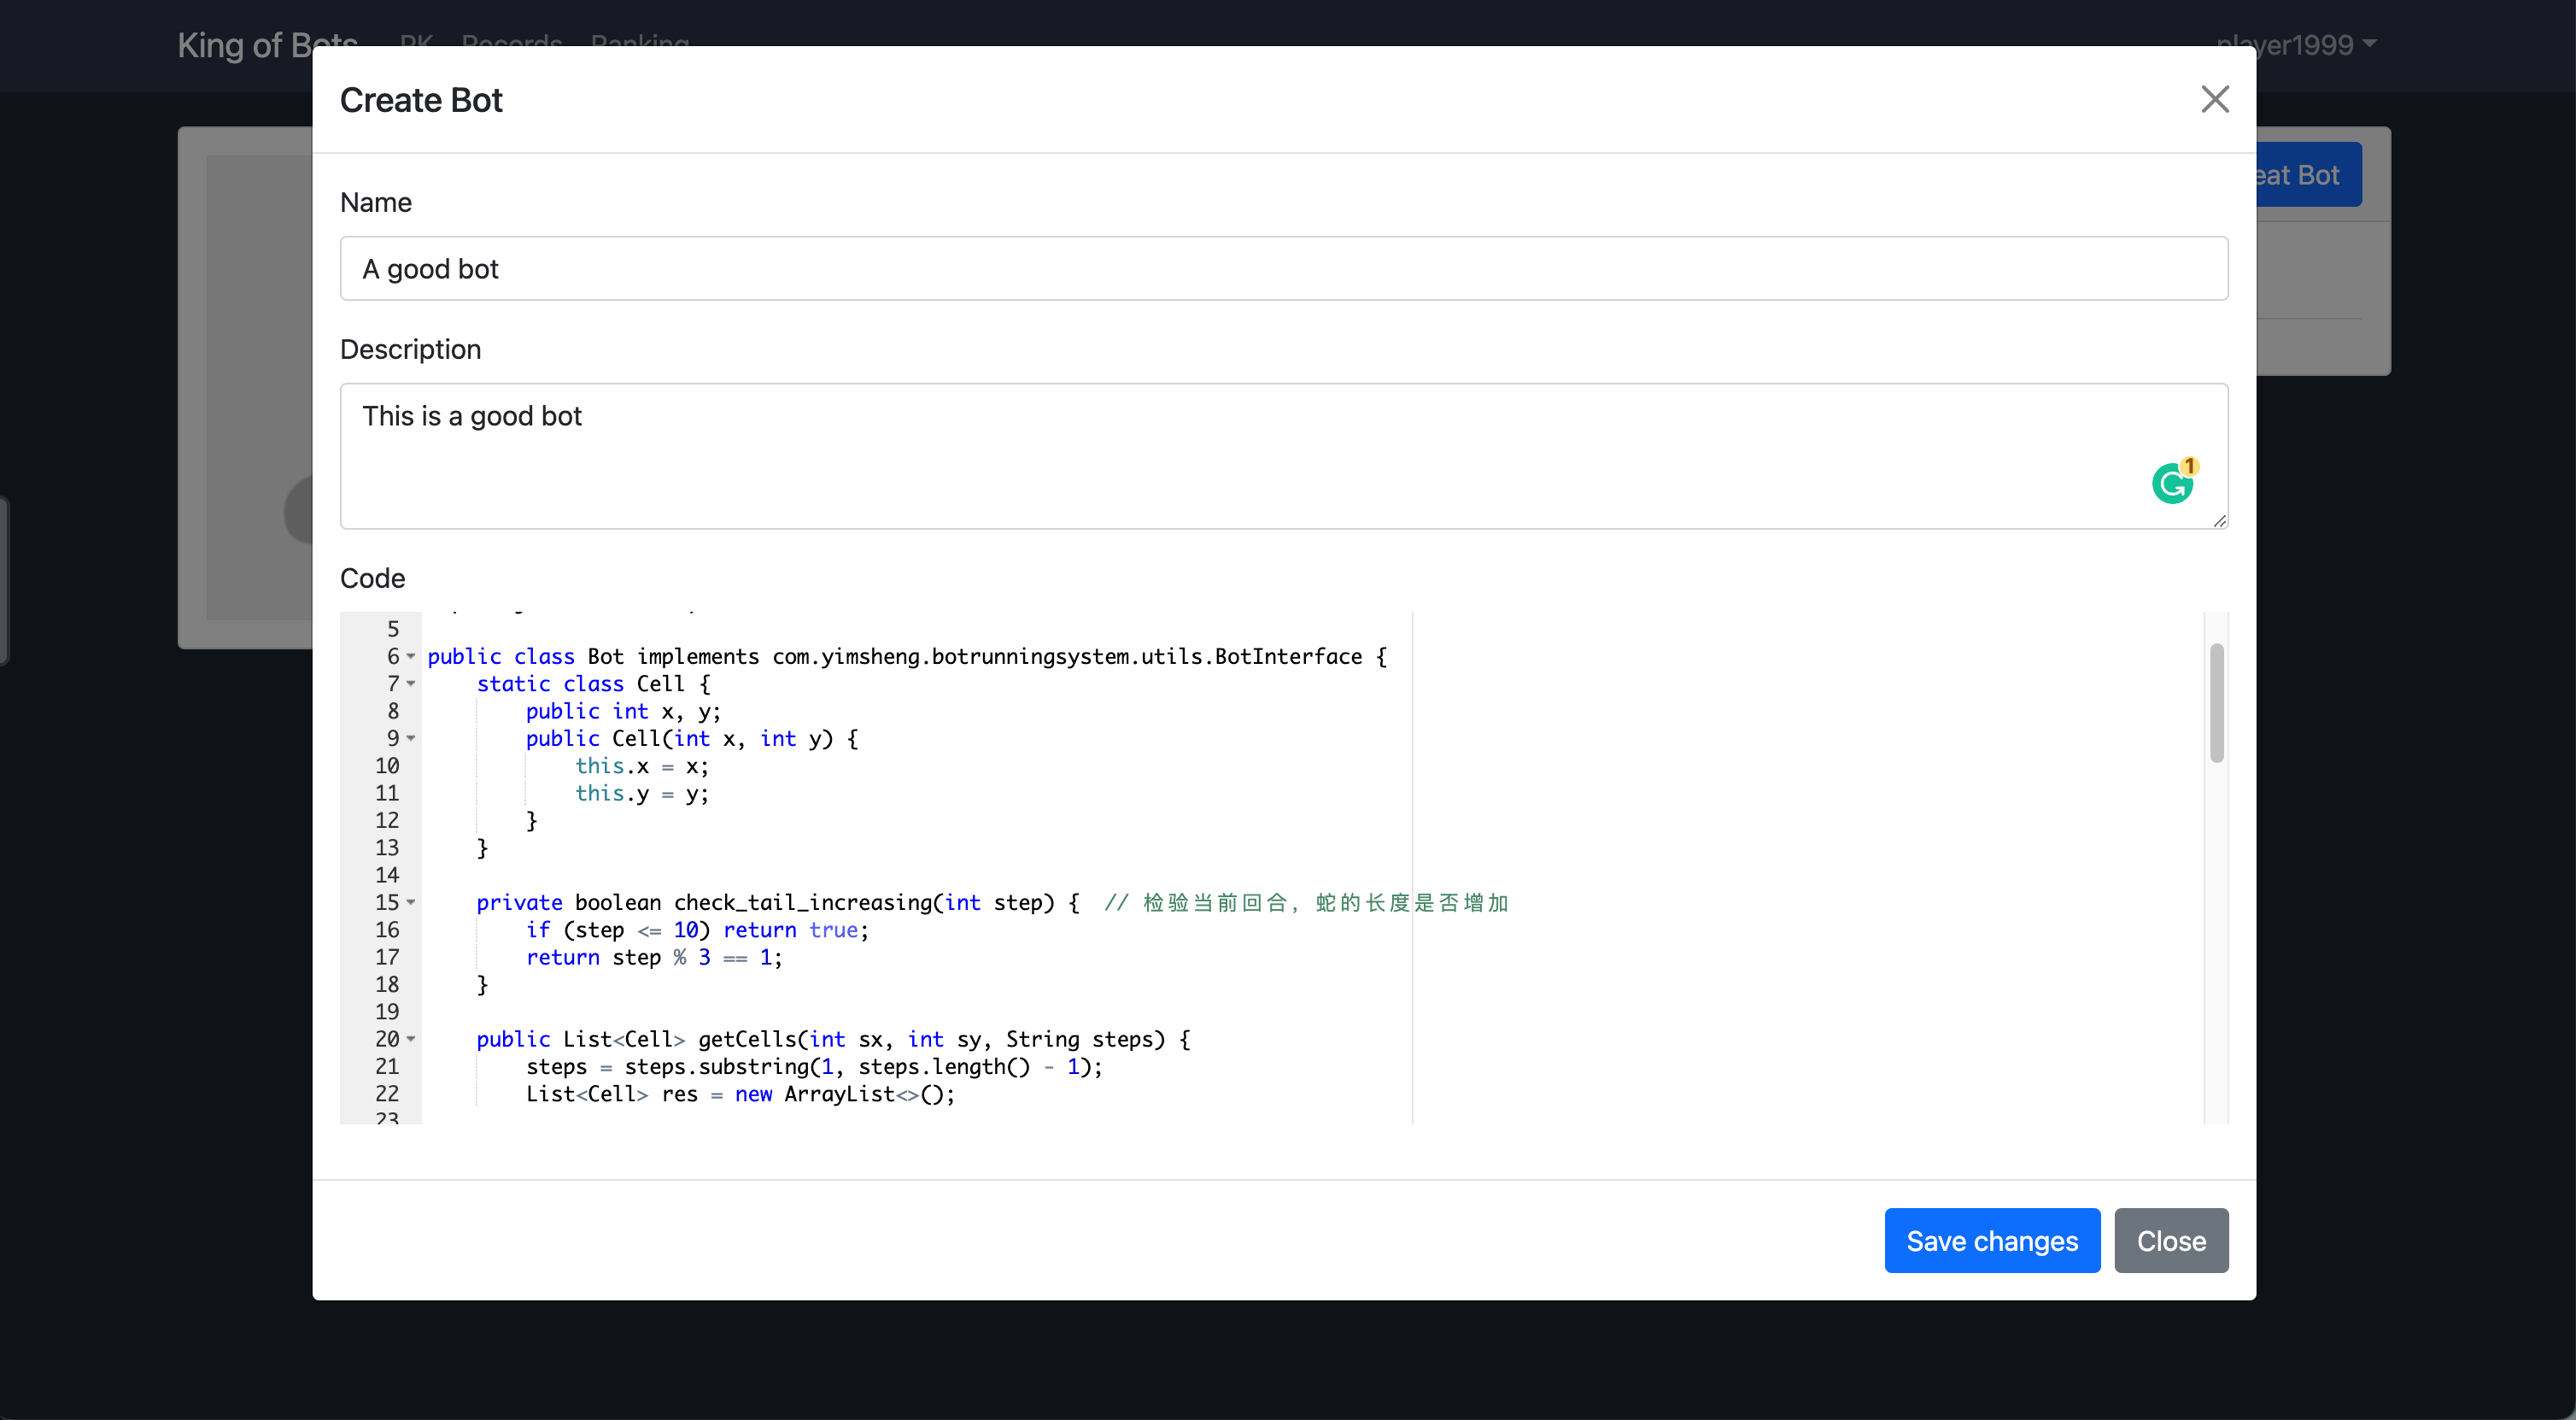 King of Bots PK Records Ranking player1999
Create Bot
eat Bot
Name
A good bot
Description
This is a good bot
1
Code
5
6 public class Bot implements com.yimsheng.botrunningsystem.utils.BotInterface {
7 static class Cell {
8 public int x, y;
9 public Cell(int x, int y) {
10 this.x = x;
11 this.y = y;
12 }
13 }
14
15 private boolean check_tail_increasing(int step) { // 检验当前回合，蛇的长度是否增加
16 if (step <= 10) return true;
17 return step % 3 == 1;
18 }
19
20 public List<Cell> getCells(int sx, int sy, String steps) {
21 steps = steps.substring(1, steps.length() - 1);
22 List<Cell> res = new ArrayList<>();
23
Save changes Close